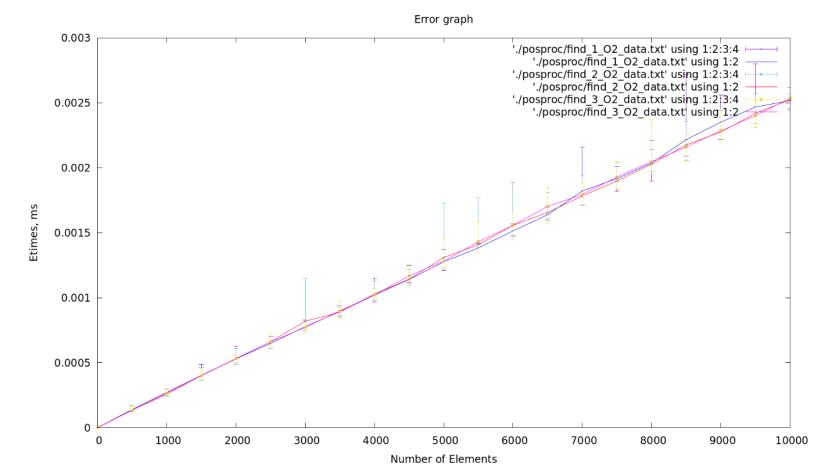 Error graph
0.003
0.0025
0.002
0.0015
0.001
0.0005
0
Etimes, ms
'./posproc/find_1_O2_data.txt' using 1:2:3:4
'./posproc/find_1_O2_data.txt' using 1:2
'./posproc/find_2_O2_data.txt' using 1:2:3:4
'./posproc/find_2_O2_data.txt' using 1:2
'./posproc/find_3_O2_data.txt' using 1:2:3:4
'./posproc/find_3_O2_data.txt' using 1:2
0 1000 2000 3000 4000 5000 6000 7000 8000 9000 10000
Number of Elements